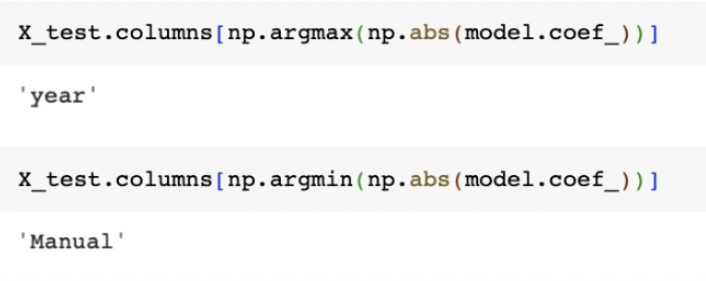 X_test.columns[np.argmax(np.abs(model.coef_))]
'year'
X_test.columns[np.argmin(np.abs(model.coef_))]
'Manual'